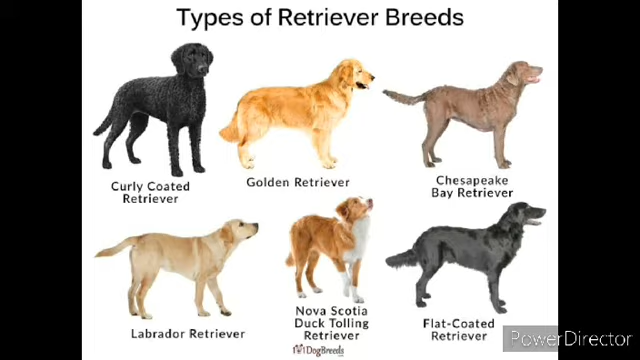 Types of Retriever Breeds
Curly Coated
Retriever
Golden Retriever
Chesapeake
Bay Retriever
Labrador Retriever
Nova Scotia
Duck Tolling
Retriever
Flat-Coated
Retriever
101DogBreeds
PowerDirector